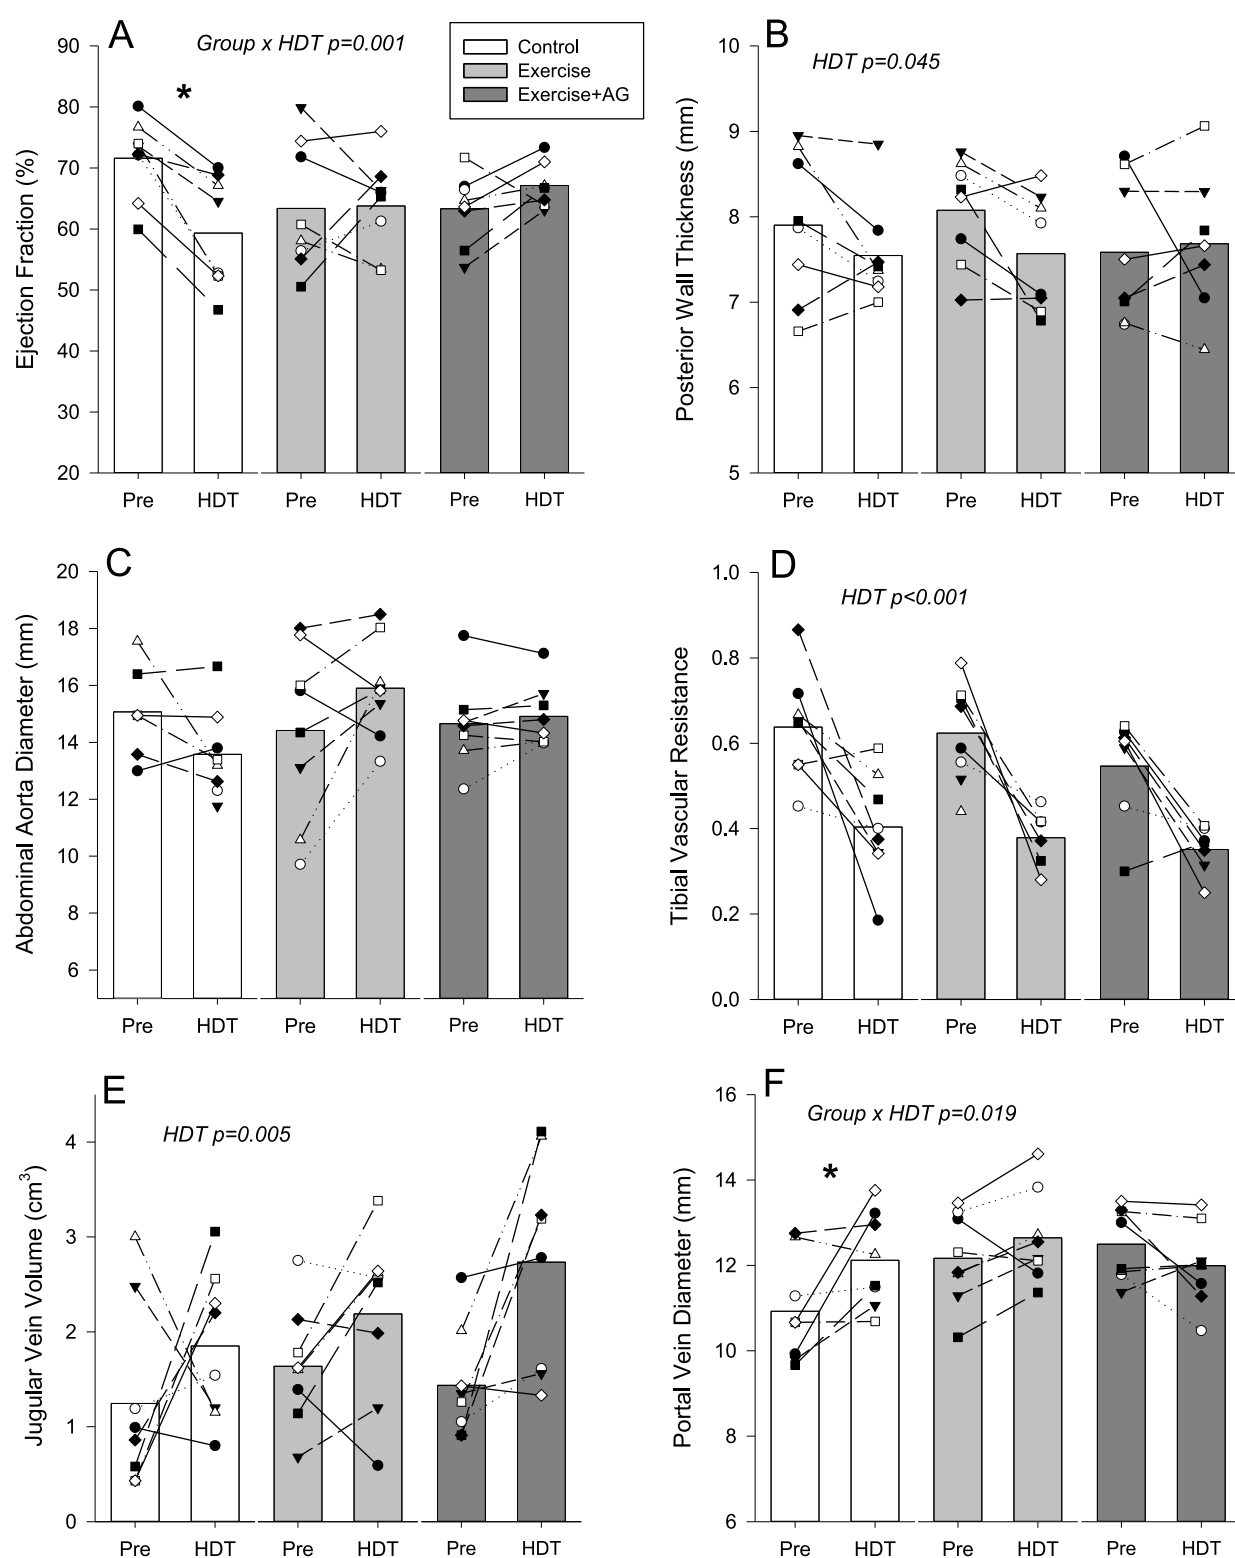 A
Group x HDT p=0.001
Control
Exercise
Exercise+AG
*
Ejection Fraction (%)
90
80
70
60
50
40
30
20
Pre HDT Pre HDT Pre HDT
B
HDT p=0.045
Posterior Wall Thickness (mm)
10
9
8
7
6
5
Pre HDT Pre HDT Pre HDT
C
Abdominal Aorta Diameter (mm)
20
18
16
14
12
10
8
6
Pre HDT Pre HDT Pre HDT
D
HDT p<0.001
Tibial Vascular Resistance
1.0
0.8
0.6
0.4
0.2
0.0
Pre HDT Pre HDT Pre HDT
E
HDT p=0.005
Jugular Vein Volume (cm³)
4
3
2
1
0
Pre HDT Pre HDT Pre HDT
F
Group x HDT p=0.019
*
Portal Vein Diameter (mm)
16
14
12
10
8
6
Pre HDT Pre HDT Pre HDT